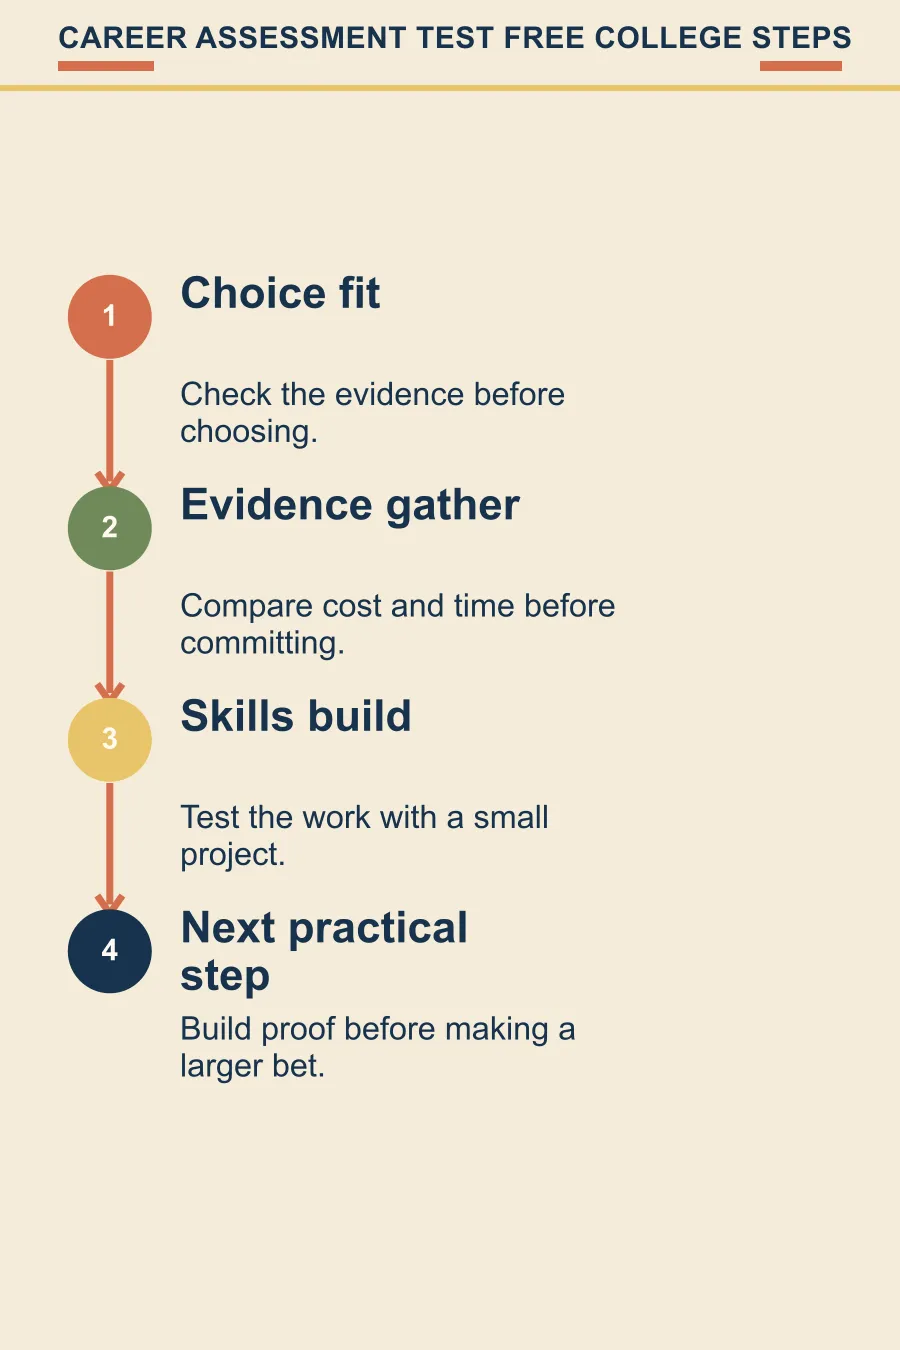 CAREER ASSESSMENT TEST FREE COLLEGE STEPS
1
Choice fit
Check the evidence before
choosing.
2
Evidence gather
Compare cost and time before
committing.
3
Skills build
Test the work with a small
project.
4
Next practical
step
Build proof before making a
larger bet.